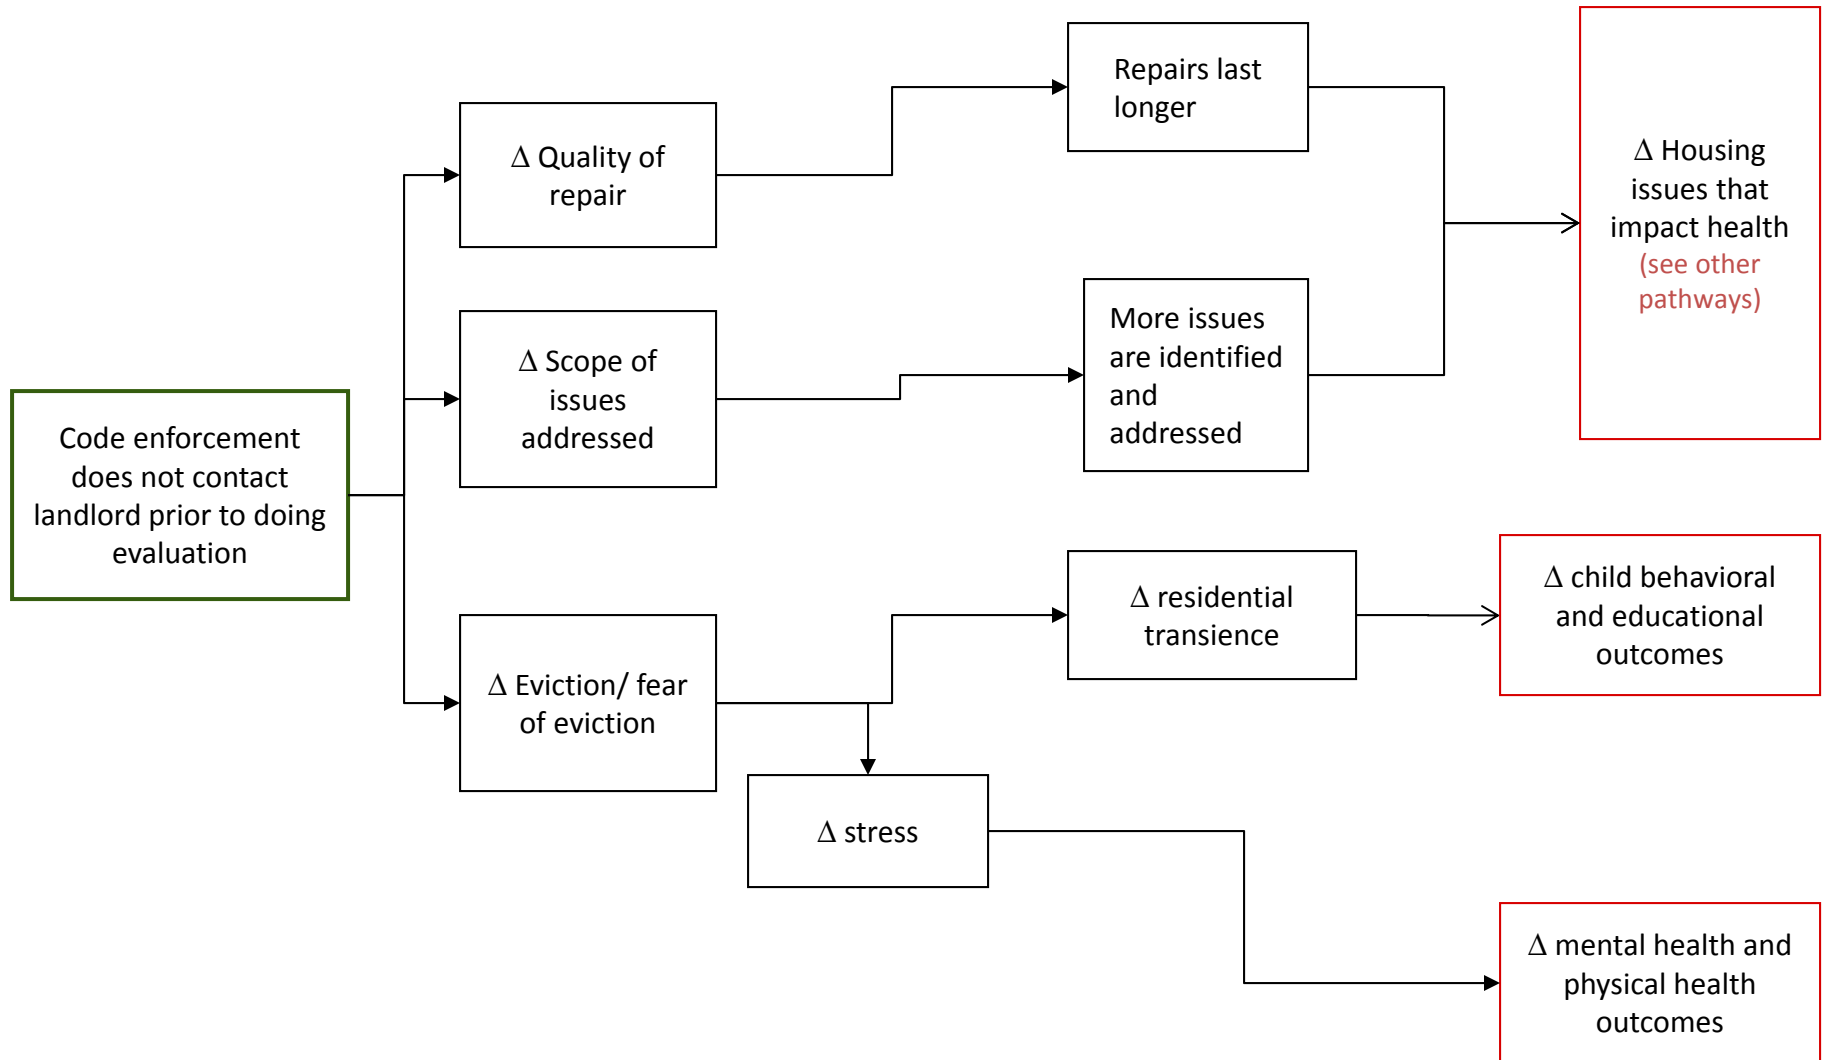 Code enforcement
does not contact
landlord prior to doing
evaluation
Δ Quality of
repair
Δ Scope of
issues
addressed
Δ Eviction/ fear
of eviction
Δ stress
Repairs last
longer
More issues
are identified
and
addressed
Δ residential
transience
Δ Housing
issues that
impact health
(see other
pathways)
Δ child behavioral
and educational
outcomes
Δ mental health and
physical health
outcomes